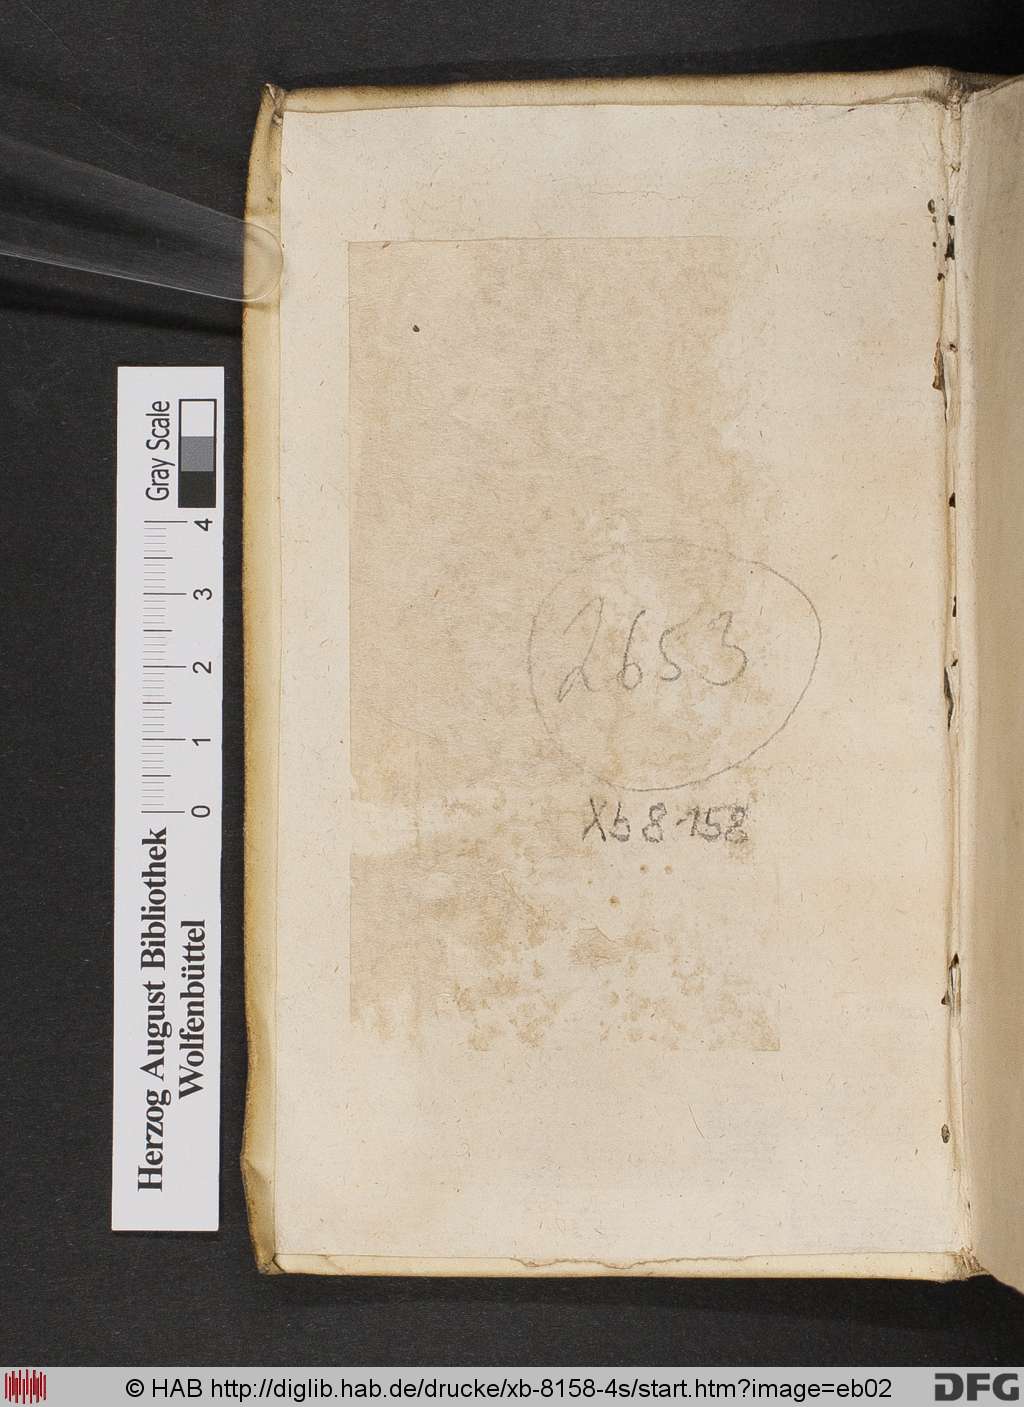 2653
Xb 8158
Gray Scale
0 1 2 3 4
Herzog August Bibliothek
Wolfenbüttel
© HAB http://diglib.hab.de/drucke/xb-8158-4s/start.htm?image=eb02
DFG